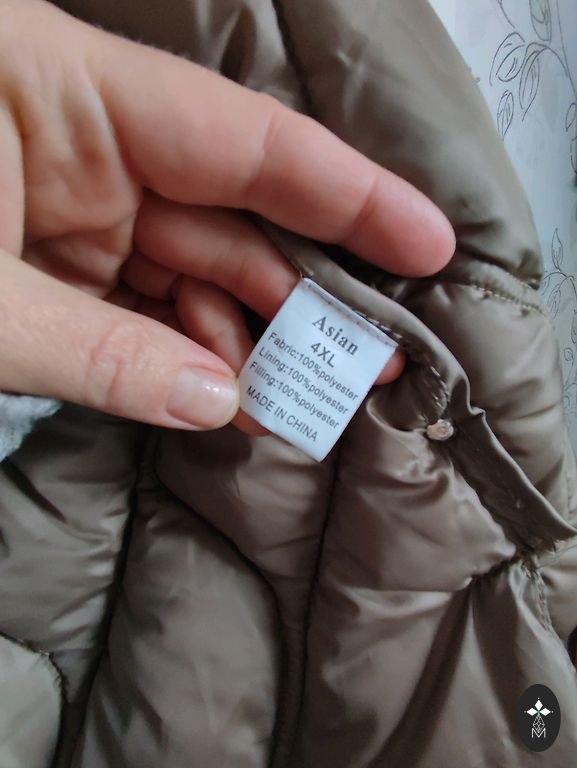 Asian
4XL
Fabric:100%polyester
Lining:100%polyester
Filling:100%polyester
MADE IN CHINA